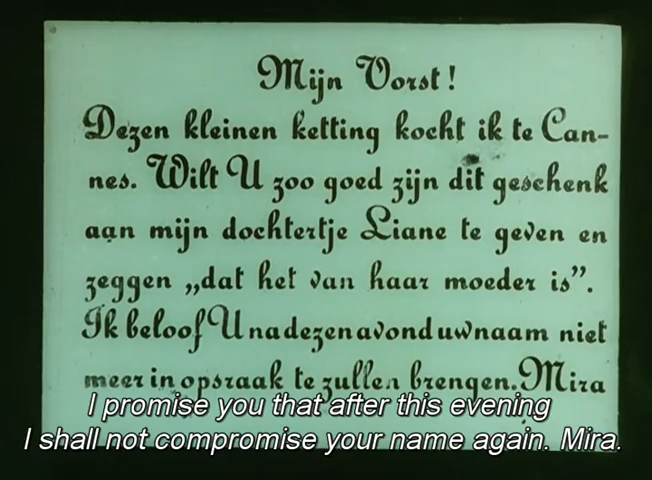 Mijn Vorst!
Dezen kleinen ketting kocht ik te Can-
nes. Wilt U zoo goed zijn dit geschenk
aan mijn dochtertje Liane te geven en
zeggen „dat het van haar moeder is”.
Ik beloof U na dezen avond uw naam niet
meer in opspraak te zullen brengen. Mira
I promise you that after this evening
I shall not compromise your name again. Mira.